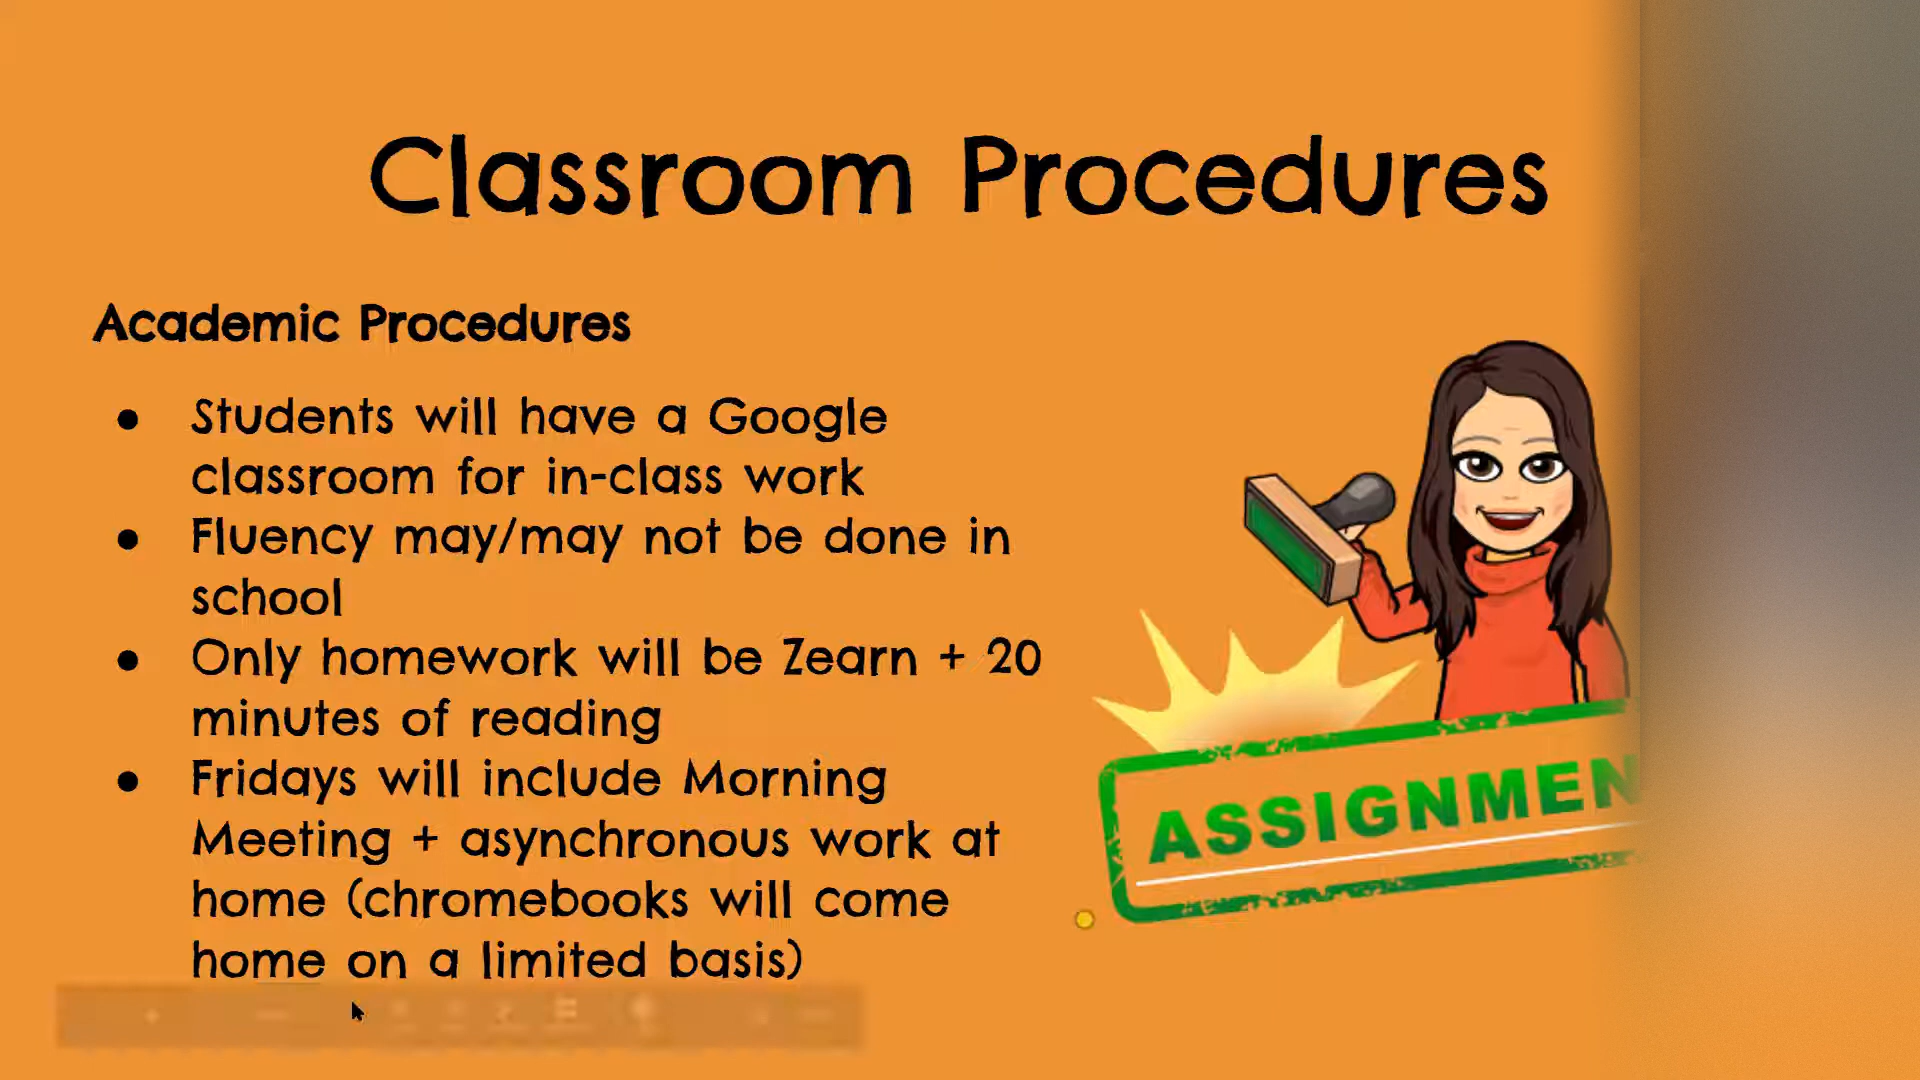 Classroom Procedures
Academic Procedures
● Students will have a Google
classroom for in-class work
● Fluency may/may not be done in
school
● Only homework will be Zearn + 20
minutes of reading
● Fridays will include Morning
Meeting + asynchronous work at
home (chromebooks will come
home on a limited basis)
ASSIGNMEN